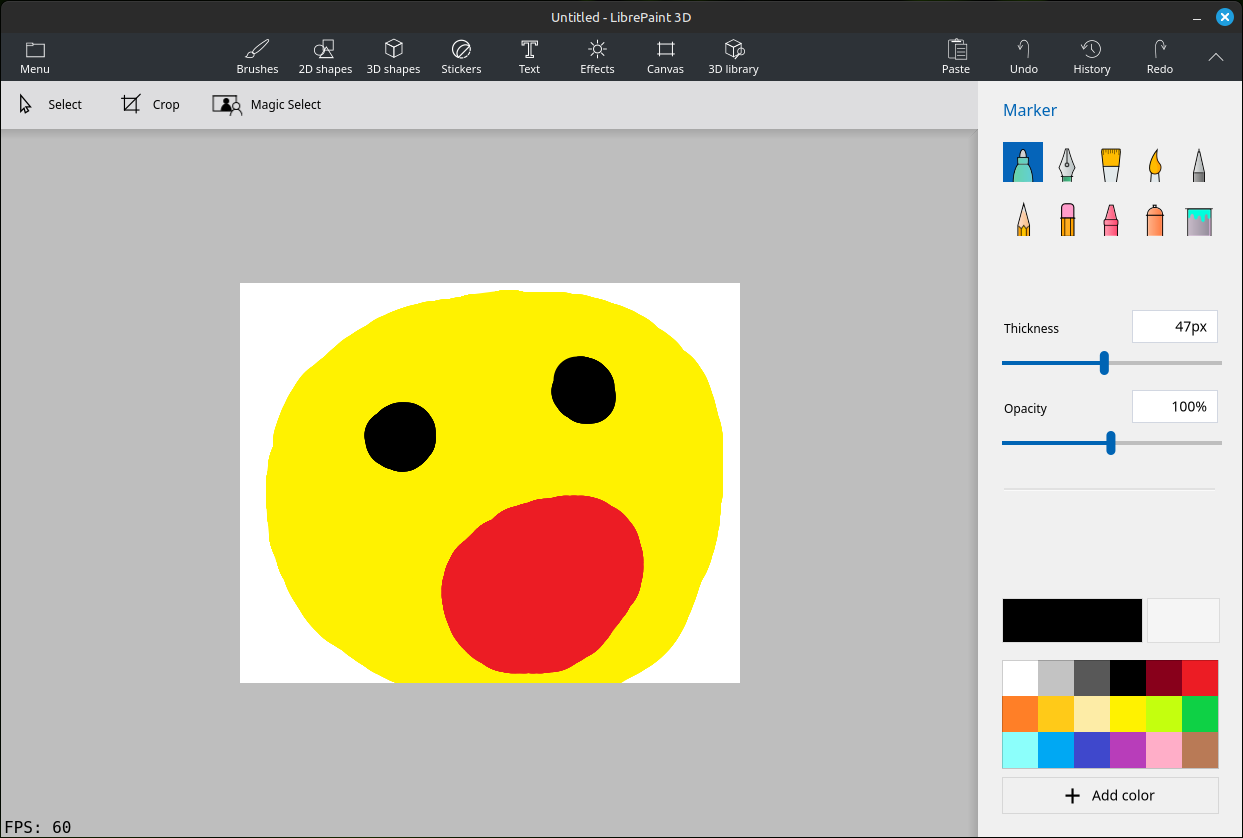 Untitled - LibrePaint 3D
Menu
Brushes
2D shapes
3D shapes
Stickers
Text
Effects
Canvas
3D library
Paste
Undo
History
Redo
Select
Crop
Magic Select
Marker
Thickness
47px
Opacity
100%
Add color
FPS: 60